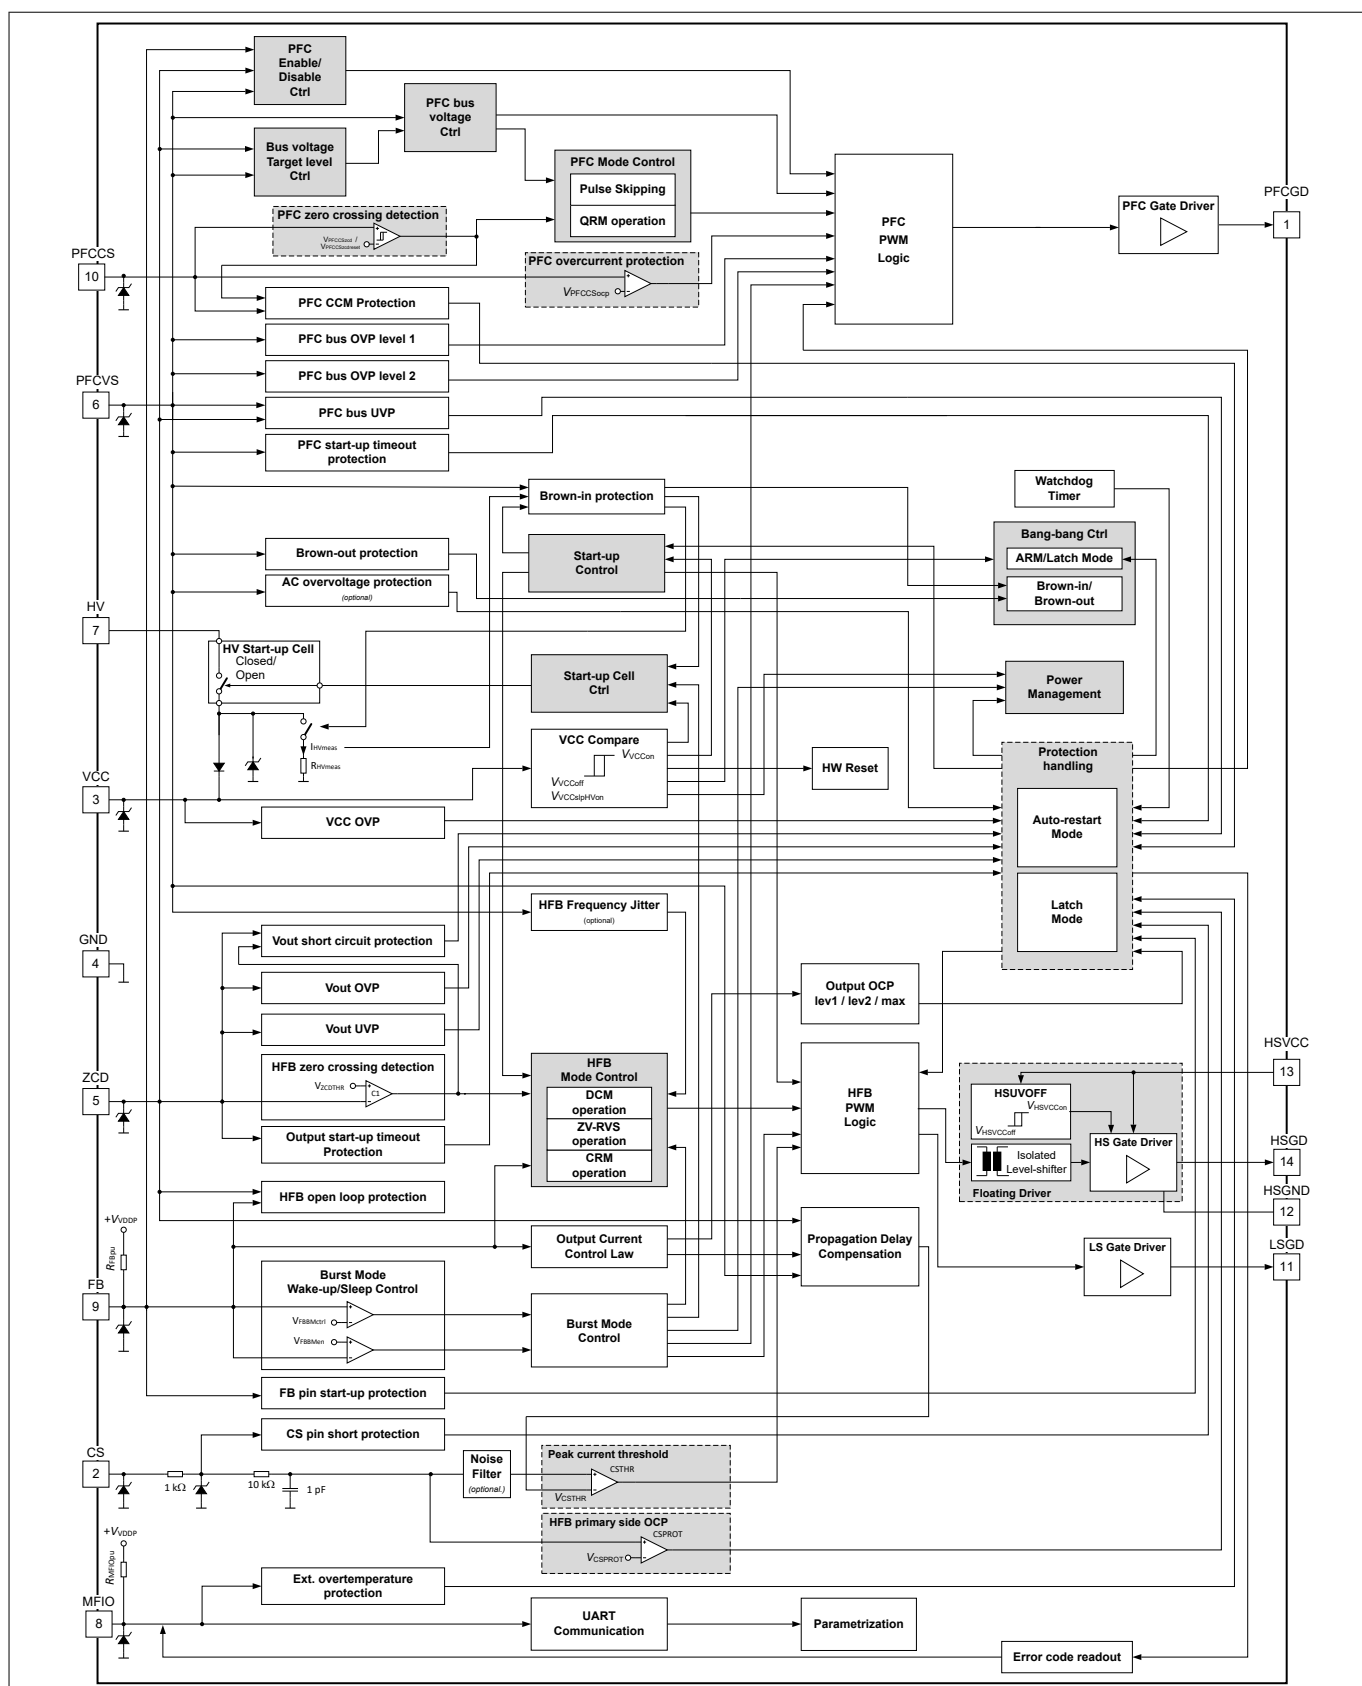 PFC
Enable/
Disable
Ctrl
PFC bus
voltage
Ctrl
Bus voltage
Target level
Ctrl
PFC Mode Control
Pulse Skipping
QRM operation
PFC zero crossing detection
VPFCCSzcd /
VPFCCSzcdreset
PFC overcurrent protection
VPFCCSocp
PFC
PWM
Logic
PFC Gate Driver
PFCGD
1
PFCCS
10
PFC CCM Protection
PFC bus OVP level 1
PFC bus OVP level 2
PFCVS
6
PFC bus UVP
PFC start-up timeout
protection
Brown-in protection
Watchdog
Timer
Bang-bang Ctrl
ARM/Latch Mode
Brown-in/
Brown-out
Brown-out protection
AC overvoltage protection
(optional)
Start-up
Control
HV
7
HV Start-up Cell
Closed/
Open
Start-up Cell
Ctrl
Power
Management
IHVmeas
RHVmeas
VCC Compare
VVCCon
VVCCoff
VVCCslpHVon
HW Reset
Protection
handling
Auto-restart
Mode
Latch
Mode
VCC
3
VCC OVP
HFB Frequency Jitter
(optional)
GND
4
Vout short circuit protection
Vout OVP
Vout UVP
Output OCP
lev1 / lev2 / max
ZCD
5
HFB zero crossing detection
VZCDTHR
C1
Output start-up timeout
Protection
HFB
Mode Control
DCM
operation
ZV-RVS
operation
CRM
operation
HFB
PWM
Logic
HSVCC
13
HSUVOFF
VHSVCCon
VHSVCCoff
HS Gate Driver
Isolated
Level-shifter
Floating Driver
HSGD
14
HSGND
12
LSGD
11
LS Gate Driver
HFB open loop protection
Output Current
Control Law
Propagation Delay
Compensation
+VVDDP
RFBpu
FB
9
Burst Mode
Wake-up/Sleep Control
VFBBMctrl
VFBBMen
Burst Mode
Control
FB pin start-up protection
CS pin short protection
CS
2
1 kΩ
10 kΩ
1 pF
Noise
Filter
(optional.)
Peak current threshold
CSTHR
VCSTHR
HFB primary side OCP
CSPROT
VCSPROT
+VVDDP
RMFIOpu
MFIO
8
Ext. overtemperature
protection
UART
Communication
Parametrization
Error code readout